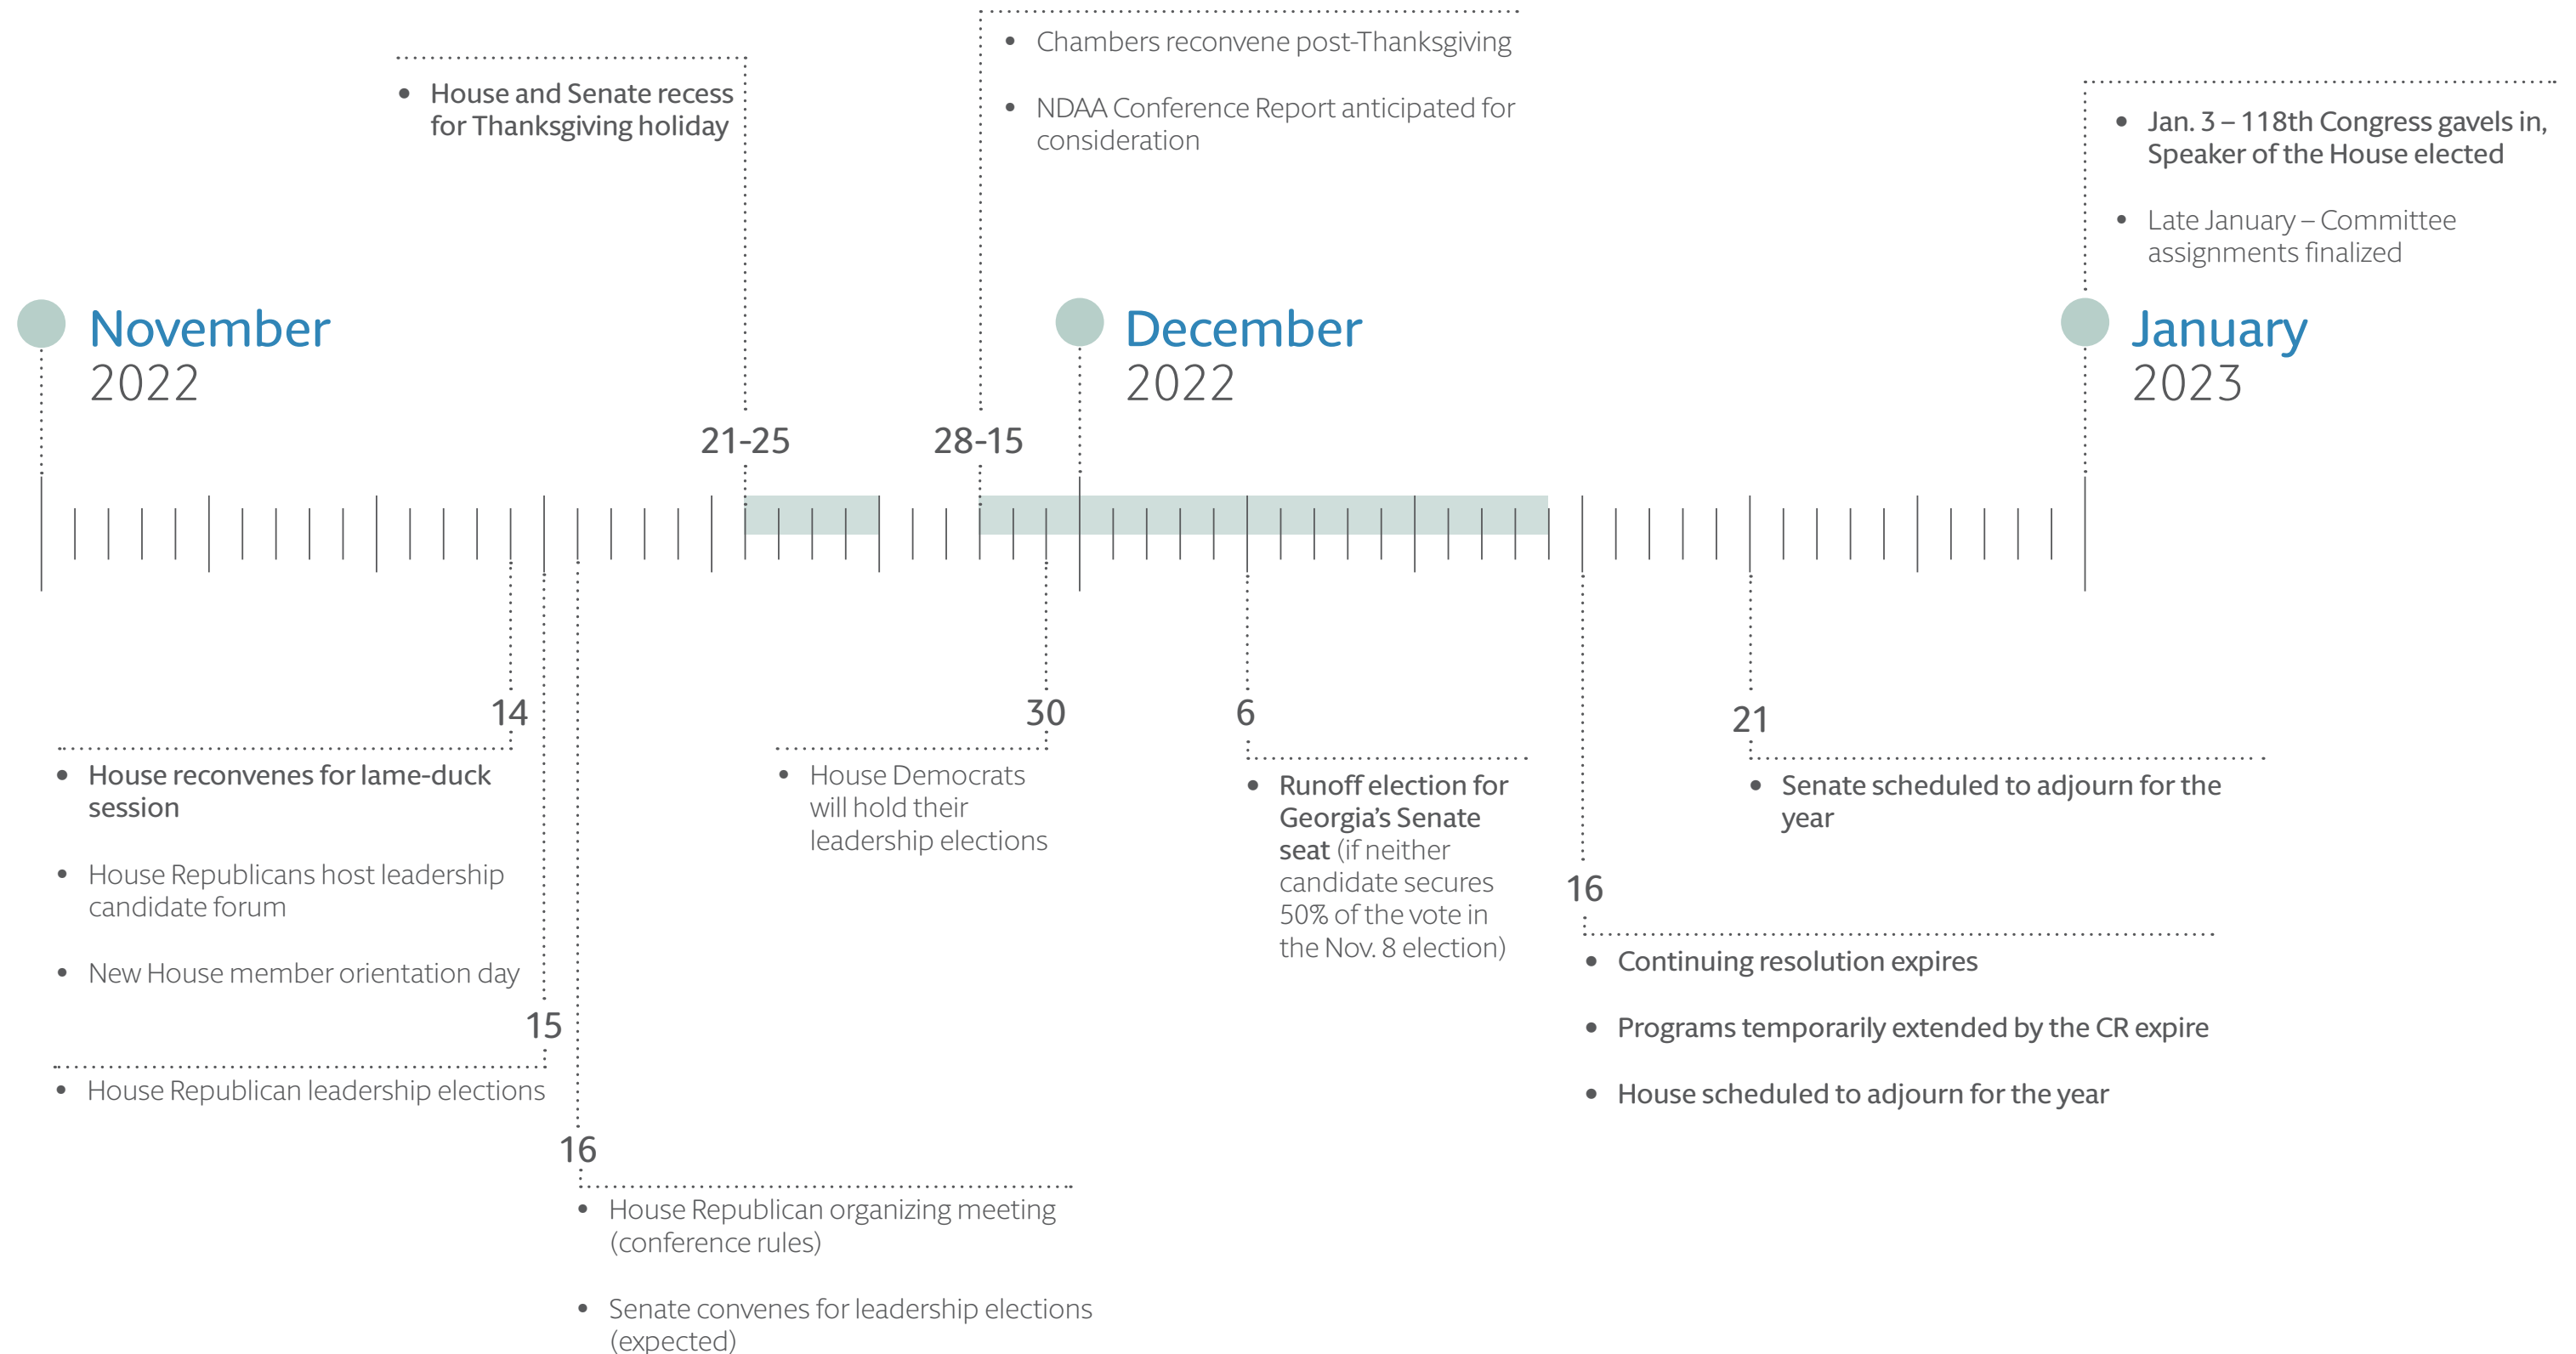 • House and Senate recess
for Thanksgiving holiday
• Chambers reconvene post-Thanksgiving
• NDAA Conference Report anticipated for
consideration
• Jan. 3 – 118th Congress gavels in,
Speaker of the House elected
• Late January – Committee
assignments finalized
November
2022
December
2022
January
2023
21-25
28-15
14
• House reconvenes for lame-duck
session
• House Republicans host leadership
candidate forum
• New House member orientation day
15
• House Republican leadership elections
16
• House Republican organizing meeting
(conference rules)
• Senate convenes for leadership elections
(expected)
30
• House Democrats
will hold their
leadership elections
6
• Runoff election for
Georgia’s Senate
seat (if neither
candidate secures
50% of the vote in
the Nov. 8 election)
16
• Continuing resolution expires
• Programs temporarily extended by the CR expire
• House scheduled to adjourn for the year
21
• Senate scheduled to adjourn for the
year